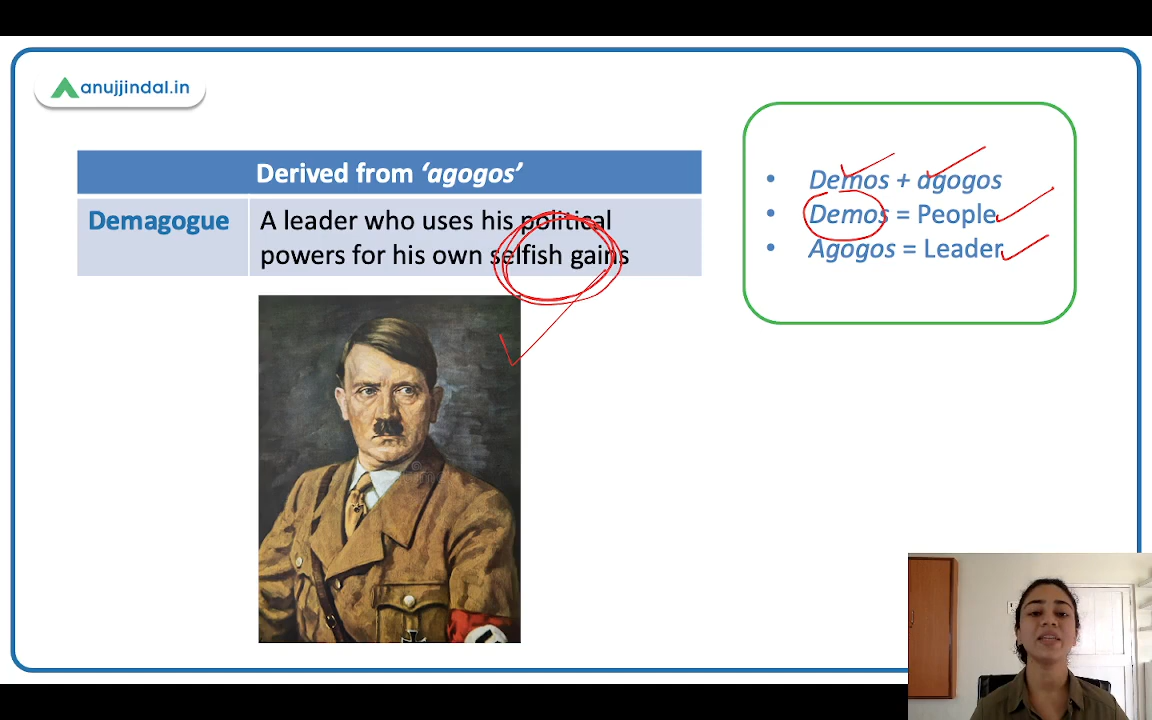 anujjindal.in
Derived from ‘agogos’
Demagogue
A leader who uses his political
powers for his own selfish gains
• Demos + agogos
• Demos = People
• Agogos = Leader